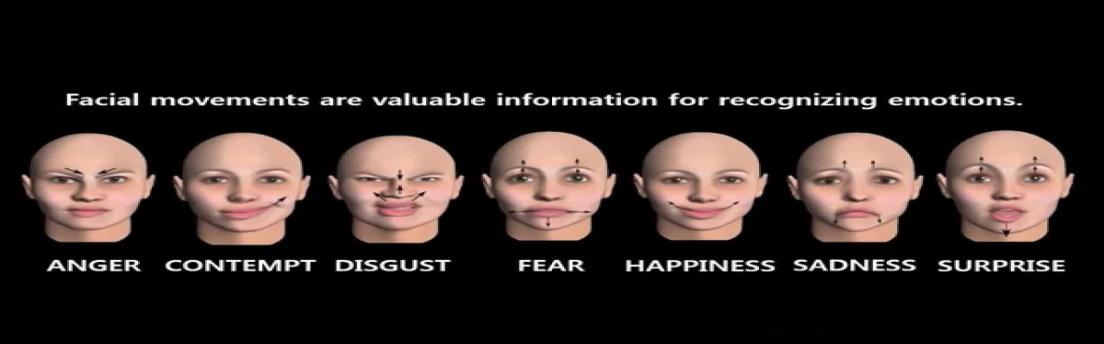 Facial movements are valuable information for recognizing emotions.
ANGER CONTEMPT DISGUST FEAR HAPPINESS SADNESS SURPRISE